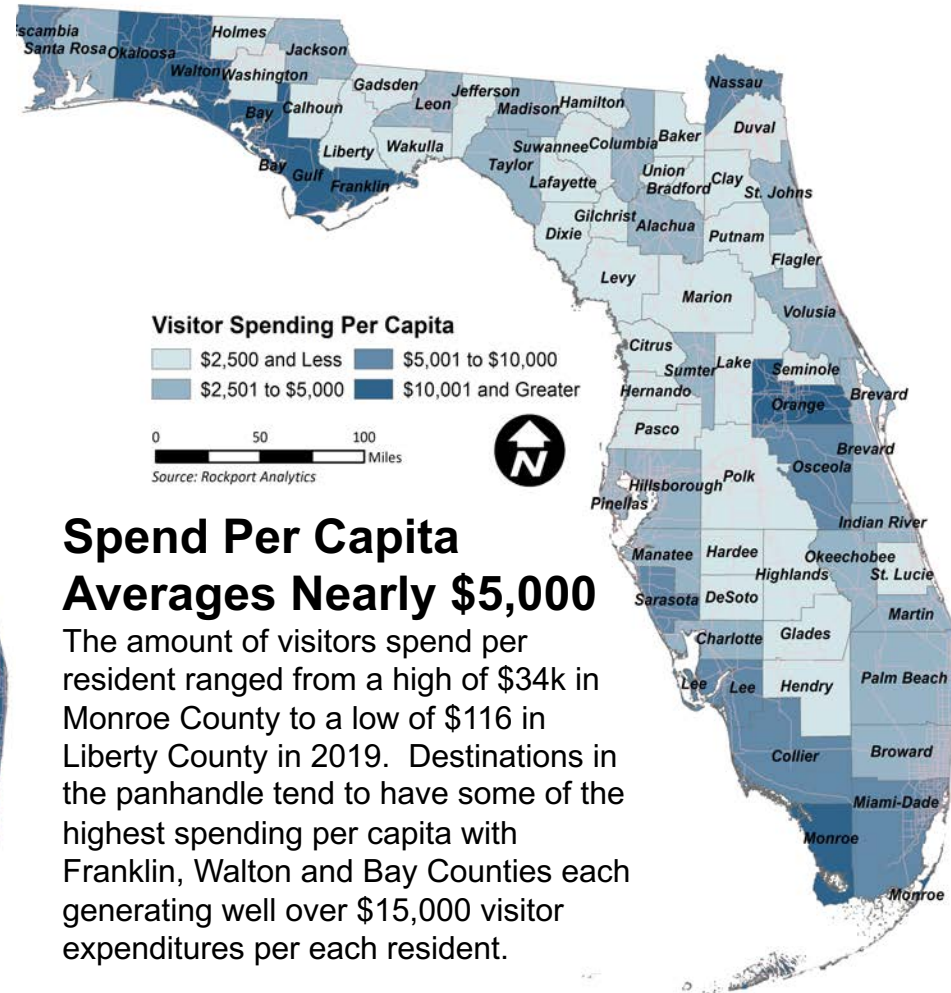 scambia
Holmes
Santa Rosa
Okaloosa
Jackson
Walton
Washington
Gadsden
Jefferson
Nassau
Bay
Calhoun
Leon
Madison
Hamilton
Duval
Liberty
Wakulla
Suwannee
Columbia
Baker
Bay
Gulf
Franklin
Taylor
Lafayette
Union
Bradford
Clay
St. Johns
Gilchrist
Dixie
Alachua
Putnam
Flagler
Levy
Marion
Volusia
Visitor Spending Per Capita
$2,500 and Less
$5,001 to $10,000
$2,501 to $5,000
$10,001 and Greater
Citrus
Sumter
Lake
Seminole
Hernando
Orange
Brevard
Pasco
0 50 100
Miles
N
Source: Rockport Analytics
Brevard
Osceola
Hillsborough
Polk
Pinellas
Indian River
Spend Per Capita
Averages Nearly $5,000
Manatee
Hardee
Okeechobee
Highlands
St. Lucie
Sarasota
DeSoto
Martin
Charlotte
Glades
Lee
Lee
Hendry
Palm Beach
Collier
Broward
Miami-Dade
Monroe
Monroe
The amount of visitors spend per
resident ranged from a high of $34k in
Monroe County to a low of $116 in
Liberty County in 2019. Destinations in
the panhandle tend to have some of the
highest spending per capita with
Franklin, Walton and Bay Counties each
generating well over $15,000 visitor
expenditures per each resident.